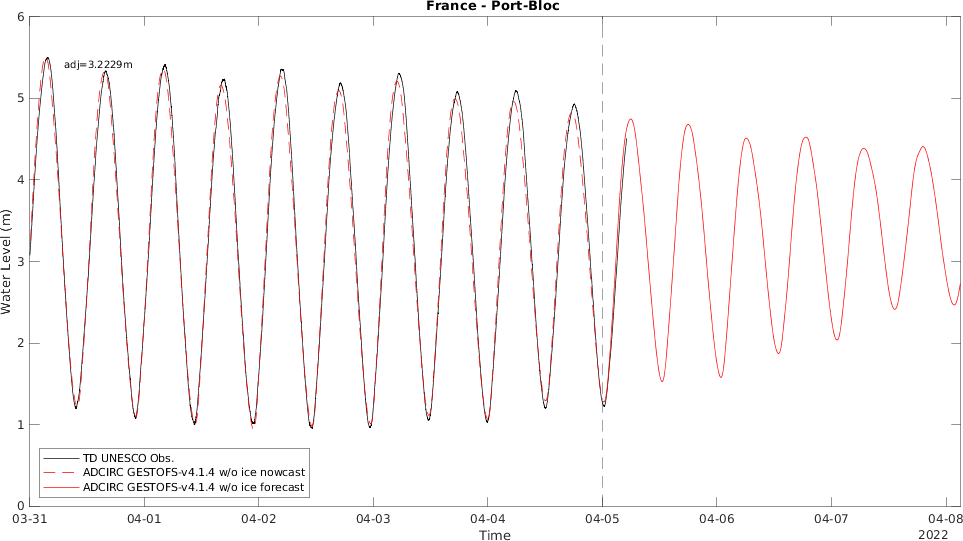 France - Port-Bloc
6
adj=3.2229m
5
4
3
2
1
0
Water Level (m)
TD UNESCO Obs.
ADCIRC GESTOFS-v4.1.4 w/o ice nowcast
ADCIRC GESTOFS-v4.1.4 w/o ice forecast
03-31 04-01 04-02 04-03 04-04 04-05 04-06 04-07 04-08
Time
2022